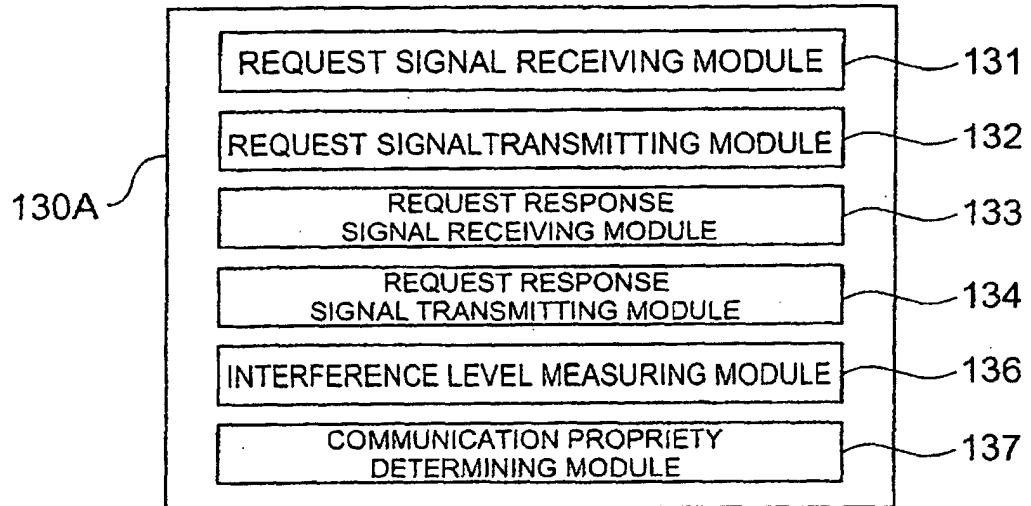 REQUEST SIGNAL RECEIVING MODULE
131
REQUEST SIGNALTRANSMITTING MODULE
132
130A
REQUEST RESPONSE
SIGNAL RECEIVING MODULE
133
REQUEST RESPONSE
SIGNAL TRANSMITTING MODULE
134
INTERFERENCE LEVEL MEASURING MODULE
136
COMMUNICATION PROPRIETY
DETERMINING MODULE
137